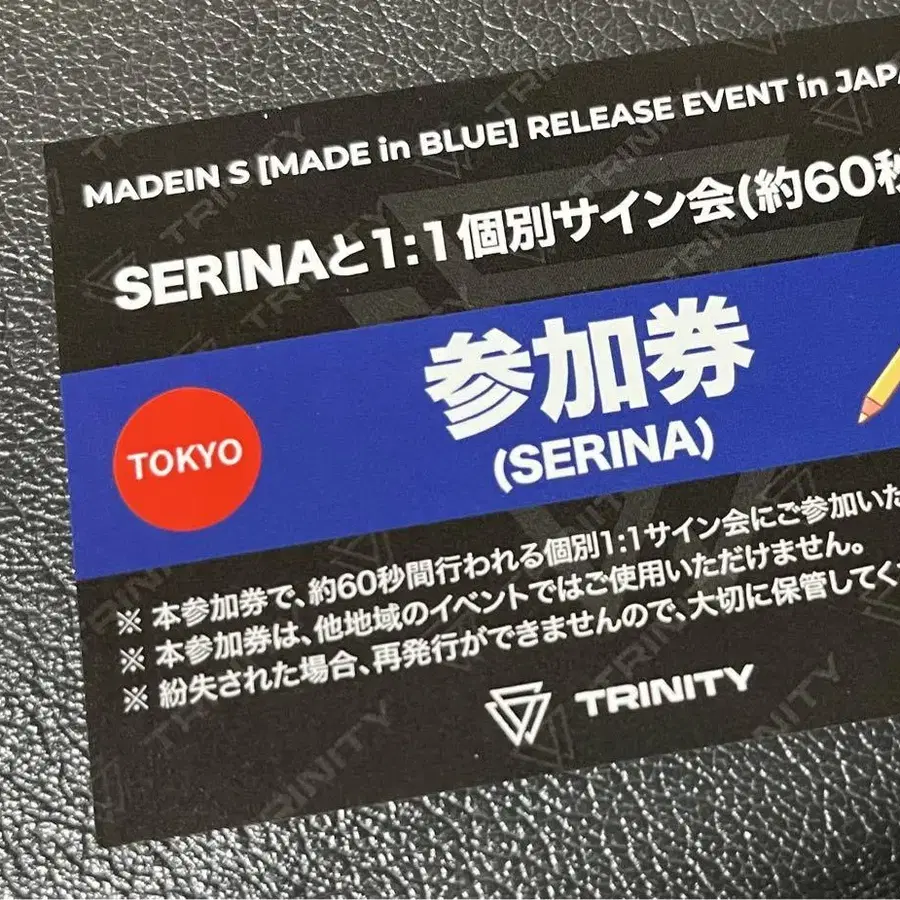 MADEIN S [MADE in BLUE] RELEASE EVENT in JAPA
SERINAと1:1個別サイン会(約60秒
参加券
(SERINA)
TOKYO
※ 本参加券で、約60秒間行われる個別1:1サイン会にご参加いた
※ 本参加券は、他地域のイベントではご使用いただけません。
※ 紛失された場合、再発行ができませんので、大切に保管してくだ
TRINITY